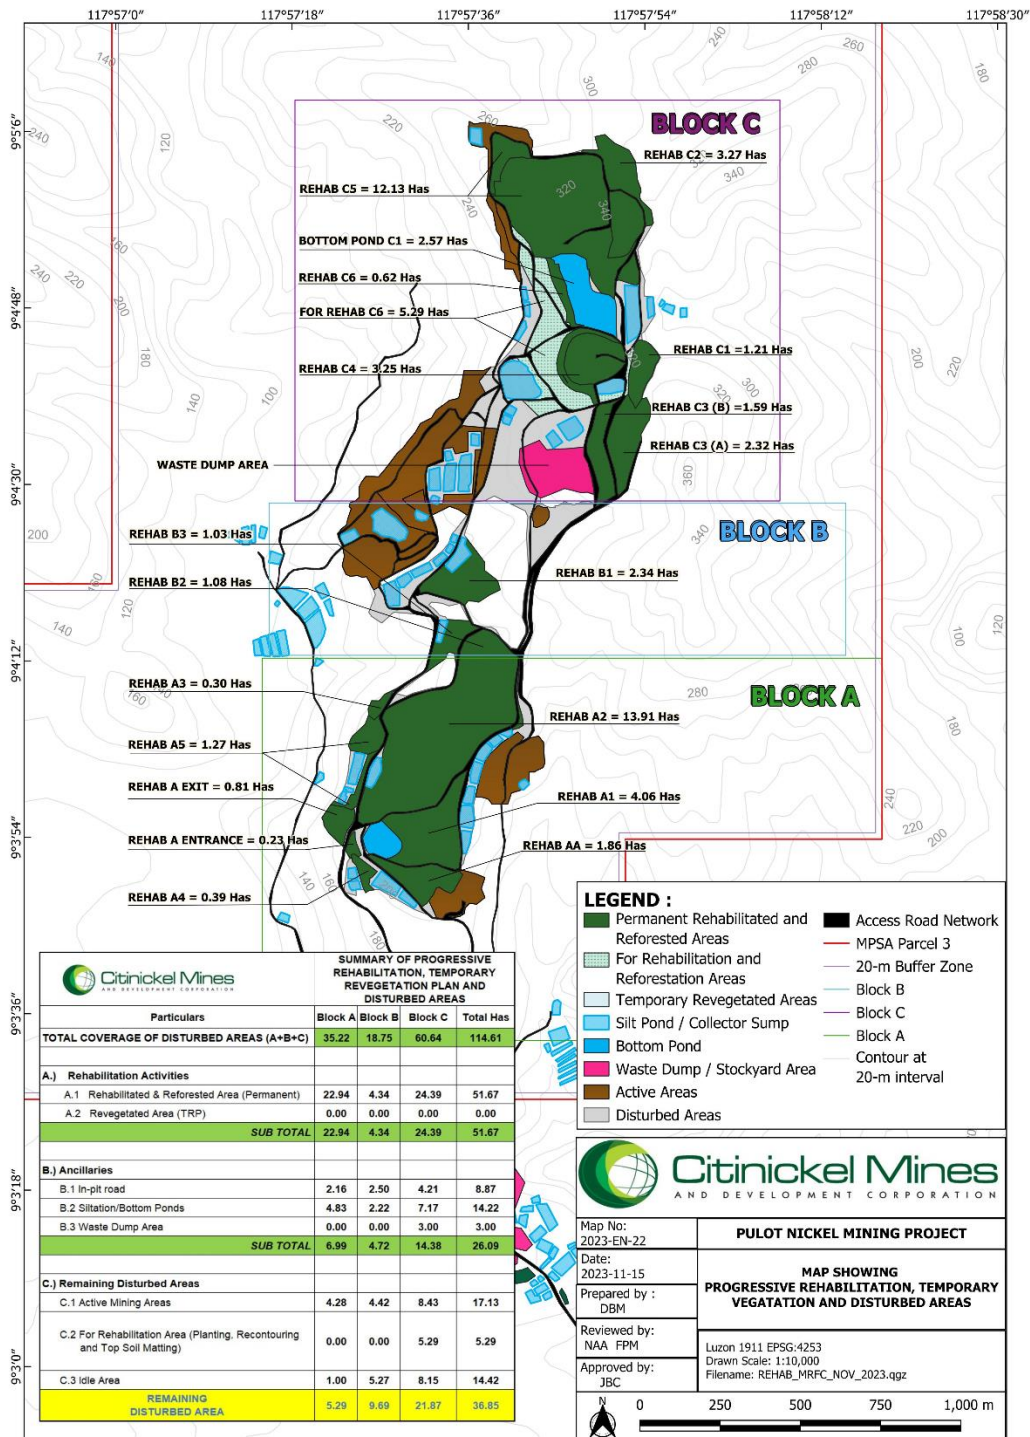 117°57'0" 117°57'18" 117°57'36" 117°57'54" 118°58'12" 117°58'30"
9°5'6"
9°4'48"
9°4'30"
9°4'12"
9°3'54"
9°3'36"
9°3'18"
9°3'0"
BLOCK C
REHAB C2 = 3.27 Has
REHAB C5 = 12.13 Has
BOTTOM POND C1 = 2.57 Has
REHAB C6 = 0.62 Has
FOR REHAB C6 = 5.29 Has
REHAB C1 =1.21 Has
REHAB C4 = 3.25 Has
REHAB C3 (B) =1.59 Has
REHAB C3 (A) = 2.32 Has
WASTE DUMP AREA
BLOCK B
REHAB B3 = 1.03 Has
REHAB B2 = 1.08 Has
REHAB B1 = 2.34 Has
BLOCK A
REHAB A3 = 0.30 Has
REHAB A2 = 13.91 Has
REHAB A5 = 1.27 Has
REHAB A EXIT = 0.81 Has
REHAB A1 = 4.06 Has
REHAB A ENTRANCE = 0.23 Has
REHAB AA = 1.86 Has
REHAB A4 = 0.39 Has
LEGEND :
Permanent Rehabilitated and
Reforested Areas
For Rehabilitation and
Reforestation Areas
Temporary Revegetated Areas
Silt Pond / Collector Sump
Bottom Pond
Waste Dump / Stockyard Area
Active Areas
Disturbed Areas
Access Road Network
MPSA Parcel 3
20-m Buffer Zone
Block B
Block C
Block A
Contour at
20-m interval
Citinickel Mines
AND DEVELOPMENT CORPORATION
SUMMARY OF PROGRESSIVE
REHABILITATION, TEMPORARY
REVEGETATION PLAN AND
DISTURBED AREAS
Particulars Block A Block B Block C Total Has
TOTAL COVERAGE OF DISTURBED AREAS (A+B+C) 35.22 18.75 60.64 114.61
A.) Rehabilitation Activities
A.1 Rehabilitated & Reforested Area (Permanent) 22.94 4.34 24.39 51.67
A.2 Revegetated Area (TRP) 0.00 0.00 0.00 0.00
SUB TOTAL 22.94 4.34 24.39 51.67
B.) Ancillaries
B.1 In-pit road 2.16 2.50 4.21 8.87
B.2 Siltation/Bottom Ponds 4.83 2.22 7.17 14.22
B.3 Waste Dump Area 0.00 0.00 3.00 3.00
SUB TOTAL 6.99 4.72 14.38 26.09
C.) Remaining Disturbed Areas
C.1 Active Mining Areas 4.28 4.42 8.43 17.13
C.2 For Rehabilitation Area (Planting, Recontouring
and Top Soil Matting) 0.00 0.00 5.29 5.29
C.3 Idle Area 1.00 5.27 8.15 14.42
REMAINING
DISTURBED AREA 5.29 9.69 21.87 36.85
Citinickel Mines
AND DEVELOPMENT CORPORATION
Map No:
2023-EN-22
PULOT NICKEL MINING PROJECT
Date:
2023-11-15
MAP SHOWING
PROGRESSIVE REHABILITATION, TEMPORARY
VEGATATION AND DISTURBED AREAS
Prepared by :
DBM
Reviewed by:
NAA FPM
Approved by:
JBC
Luzon 1911 EPSG:4253
Drawn Scale: 1:10,000
Filename: REHAB_MRFC_NOV_2023.qgz
N
0 250 500 750 1,000 m